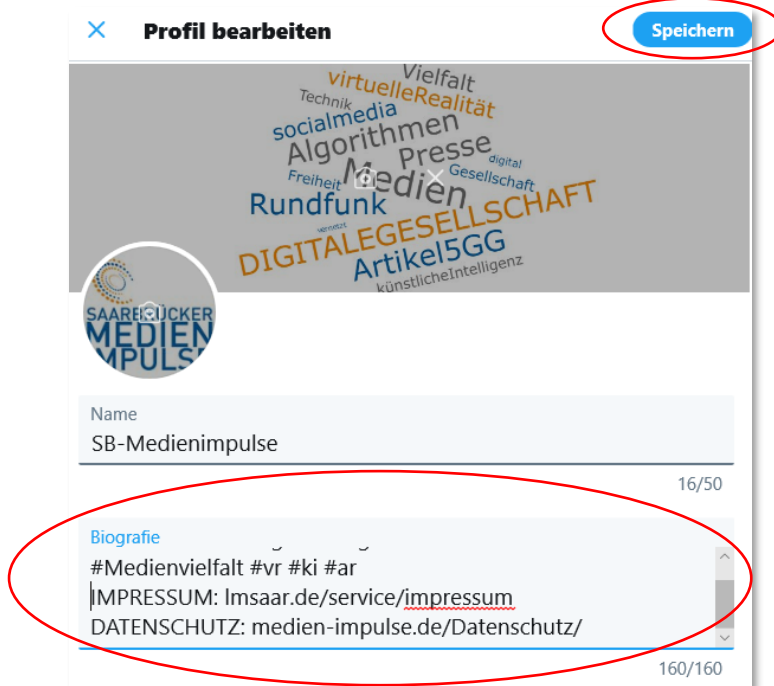 Profil bearbeiten
Speichern
Vielfalt
virtuelleRealität
Technik
socialmedia
Algorithmen
Presse
digital
Freiheit
Medien
Gesellschaft
Rundfunk
vernetzt
DIGITALEGESELLSCHAFT
Artikel5GG
künstlicheIntelligenz
SAARBRÜCKER
MEDIEN
MPULS
Name
SB-Medienimpulse
16/50
Biografie
#Medienvielfalt #vr #ki #ar
IMPRESSUM: lmsaar.de/service/impressum
DATENSCHUTZ: medien-impulse.de/Datenschutz/
160/160